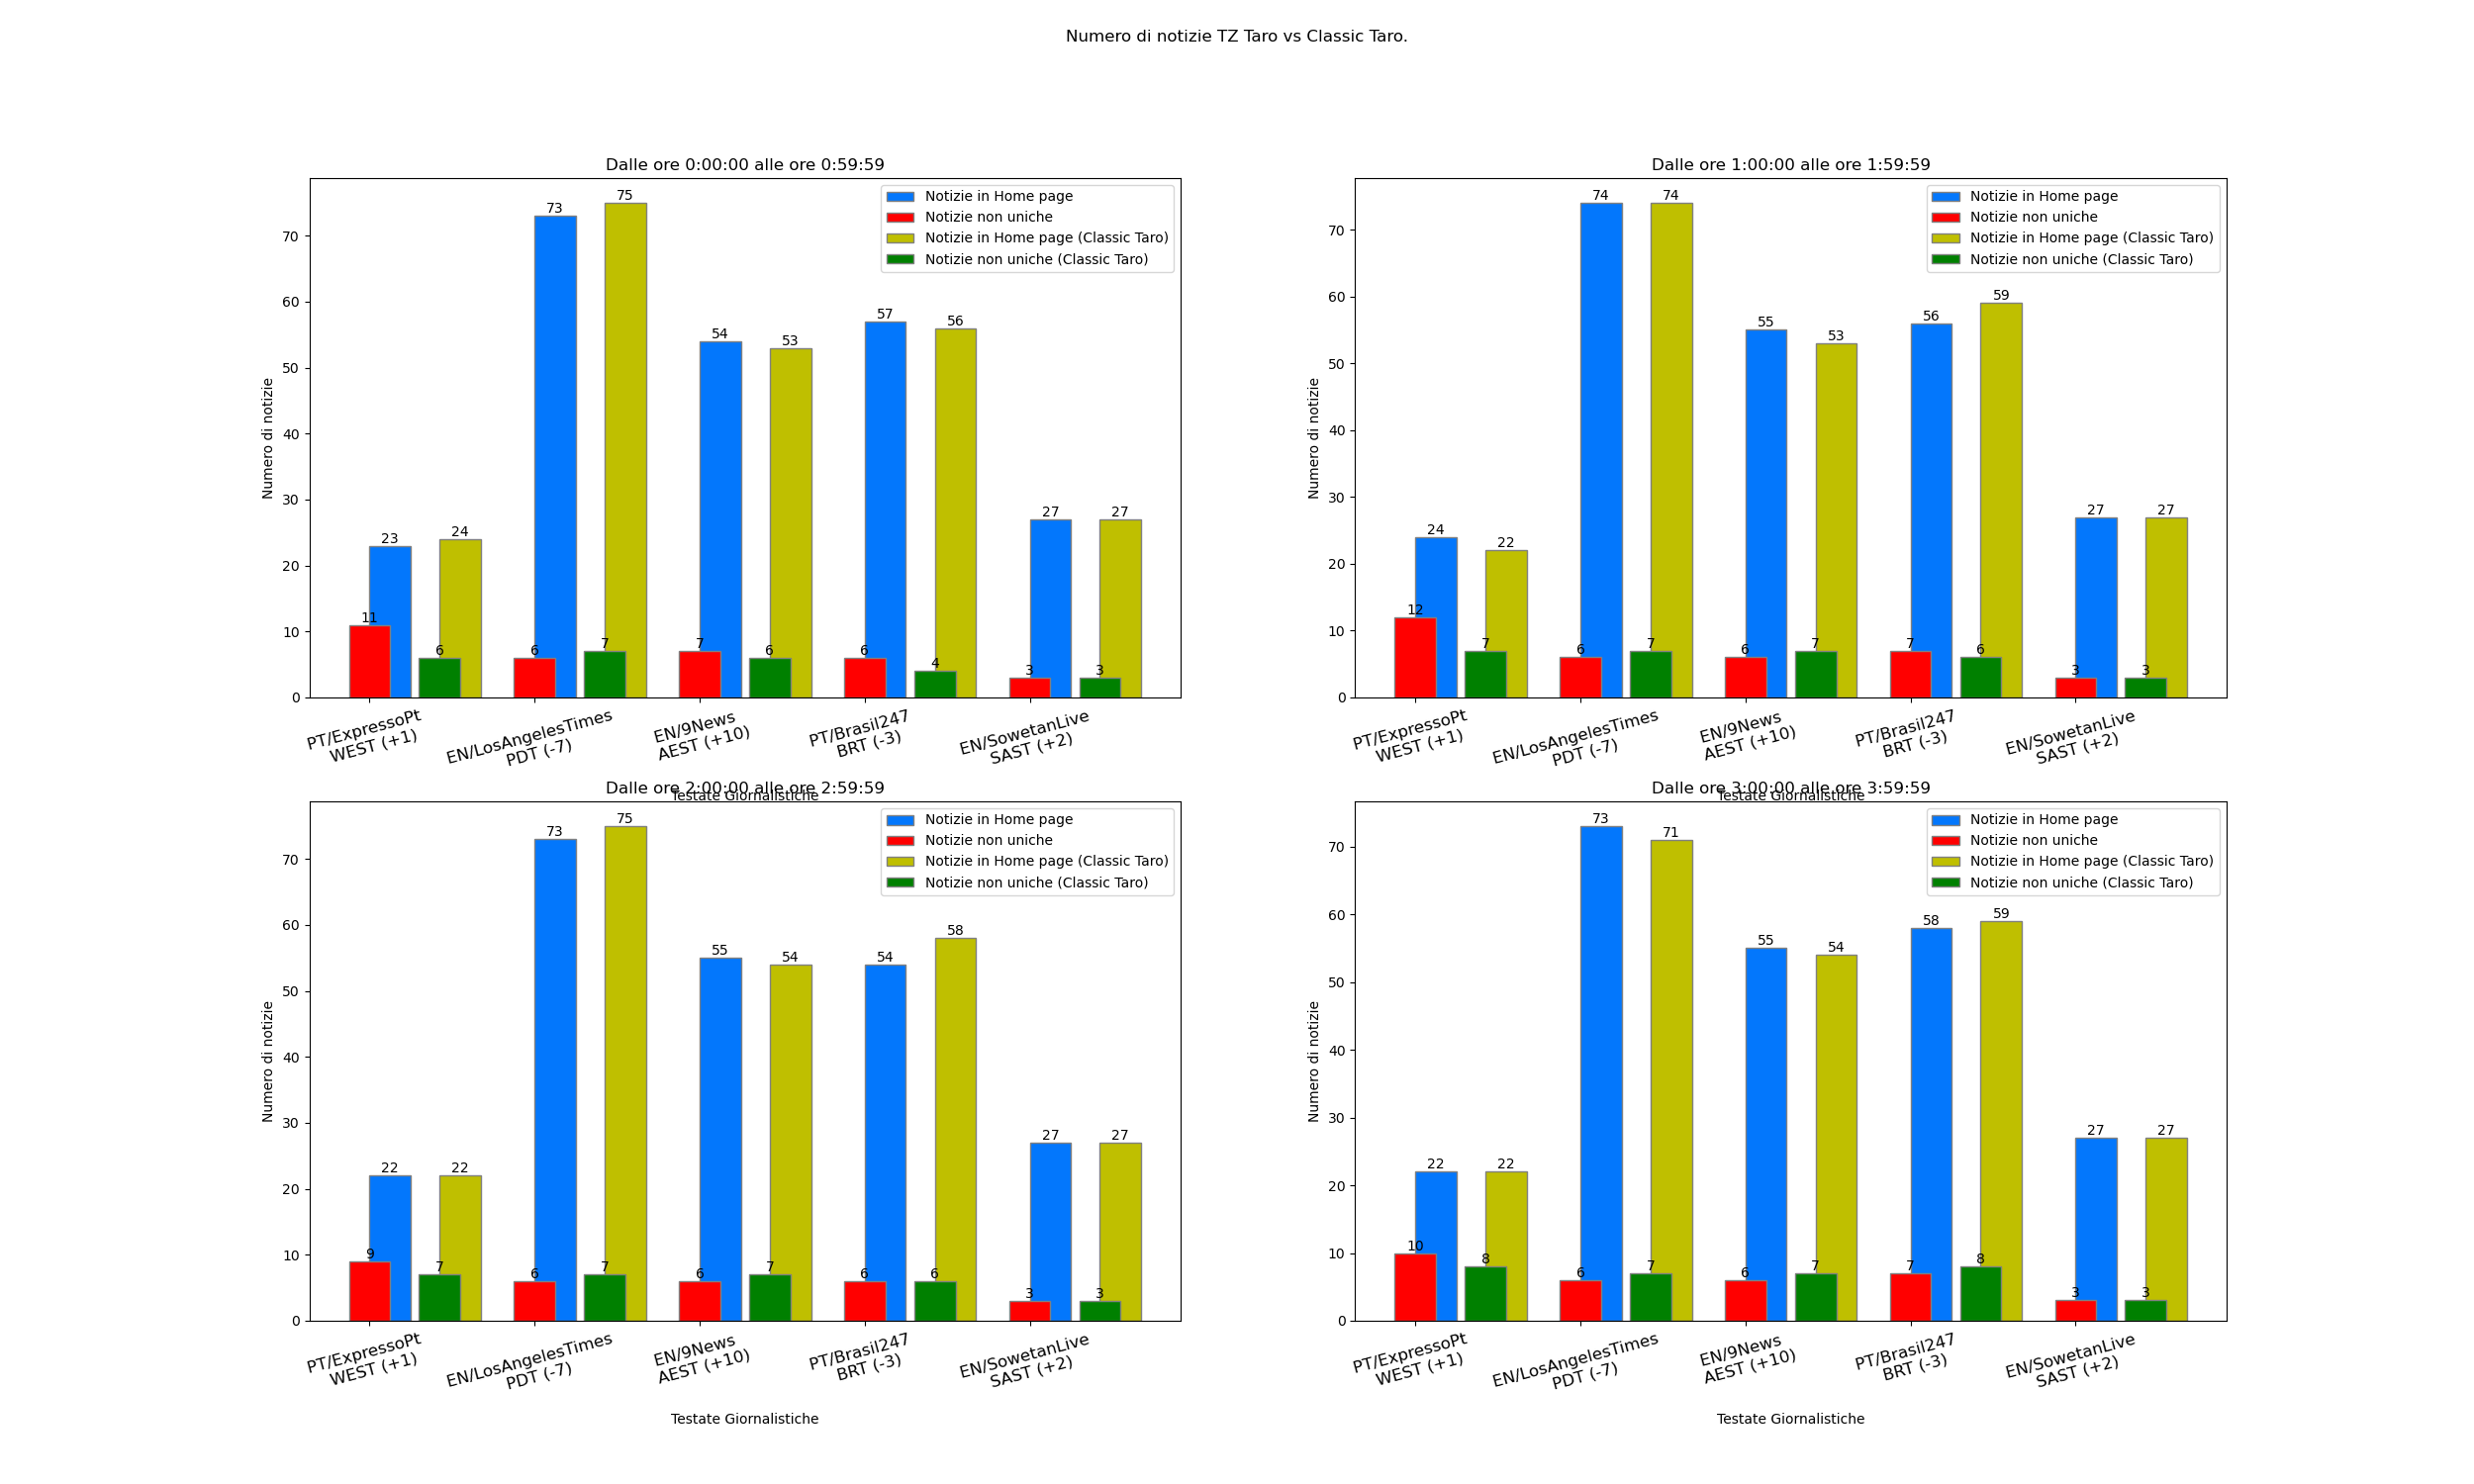 Numero di notizie TZ Taro vs Classic Taro.
Dalle ore 0:00:00 alle ore 0:59:59
Notizie in Home page
Notizie non uniche
Notizie in Home page (Classic Taro)
Notizie non uniche (Classic Taro)
Numero di notizie
70
60
50
40
30
20
10
0
23
11
24
6
73
6
75
7
54
7
53
6
57
6
56
4
27
3
27
3
PT/ExpressoPt
WEST (+1)
EN/LosAngelesTimes
PDT (-7)
EN/9News
AEST (+10)
PT/Brasil247
BRT (-3)
EN/SowetanLive
SAST (+2)
Testate Giornalistiche
Dalle ore 1:00:00 alle ore 1:59:59
Notizie in Home page
Notizie non uniche
Notizie in Home page (Classic Taro)
Notizie non uniche (Classic Taro)
Numero di notizie
70
60
50
40
30
20
10
0
24
12
22
7
74
6
74
7
55
6
53
7
56
7
59
6
27
3
27
3
PT/ExpressoPt
WEST (+1)
EN/LosAngelesTimes
PDT (-7)
EN/9News
AEST (+10)
PT/Brasil247
BRT (-3)
EN/SowetanLive
SAST (+2)
Testate Giornalistiche
Dalle ore 2:00:00 alle ore 2:59:59
Notizie in Home page
Notizie non uniche
Notizie in Home page (Classic Taro)
Notizie non uniche (Classic Taro)
Numero di notizie
70
60
50
40
30
20
10
0
22
9
22
7
73
6
75
7
55
6
54
7
54
6
58
6
27
3
27
3
PT/ExpressoPt
WEST (+1)
EN/LosAngelesTimes
PDT (-7)
EN/9News
AEST (+10)
PT/Brasil247
BRT (-3)
EN/SowetanLive
SAST (+2)
Testate Giornalistiche
Dalle ore 3:00:00 alle ore 3:59:59
Notizie in Home page
Notizie non uniche
Notizie in Home page (Classic Taro)
Notizie non uniche (Classic Taro)
Numero di notizie
70
60
50
40
30
20
10
0
22
10
22
8
73
6
71
7
55
6
54
7
58
7
59
8
27
3
27
3
PT/ExpressoPt
WEST (+1)
EN/LosAngelesTimes
PDT (-7)
EN/9News
AEST (+10)
PT/Brasil247
BRT (-3)
EN/SowetanLive
SAST (+2)
Testate Giornalistiche